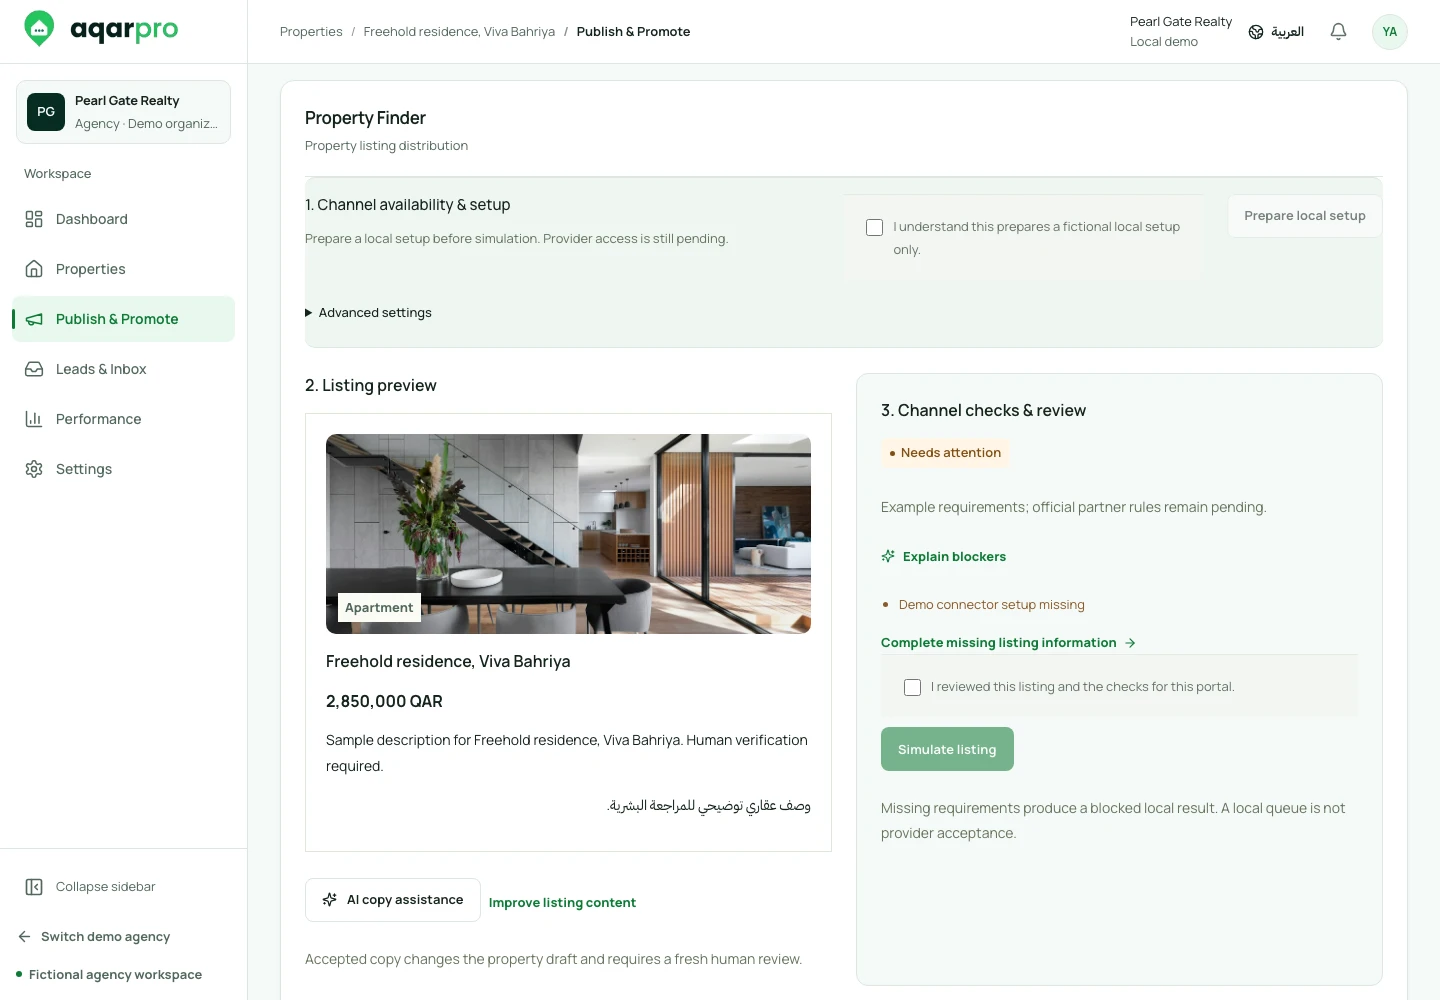 aqarpro
Properties / Freehold residence, Viva Bahriya / Publish & Promote
Pearl Gate Realty
Local demo
العربية
YA
PG
Pearl Gate Realty
Agency · Demo organiz...
Workspace
Dashboard
Properties
Publish & Promote
Leads & Inbox
Performance
Settings
Collapse sidebar
Switch demo agency
Fictional agency workspace
Property Finder
Property listing distribution
1. Channel availability & setup
Prepare a local setup before simulation. Provider access is still pending.
I understand this prepares a fictional local setup
only.
Prepare local setup
Advanced settings
2. Listing preview
Apartment
Freehold residence, Viva Bahriya
2,850,000 QAR
Sample description for Freehold residence, Viva Bahriya. Human verification
required.
وصف عقاري توضيحي للمراجعة البشرية.
AI copy assistance
Improve listing content
Accepted copy changes the property draft and requires a fresh human review.
3. Channel checks & review
Needs attention
Example requirements; official partner rules remain pending.
Explain blockers
Demo connector setup missing
Complete missing listing information
I reviewed this listing and the checks for this portal.
Simulate listing
Missing requirements produce a blocked local result. A local queue is not
provider acceptance.